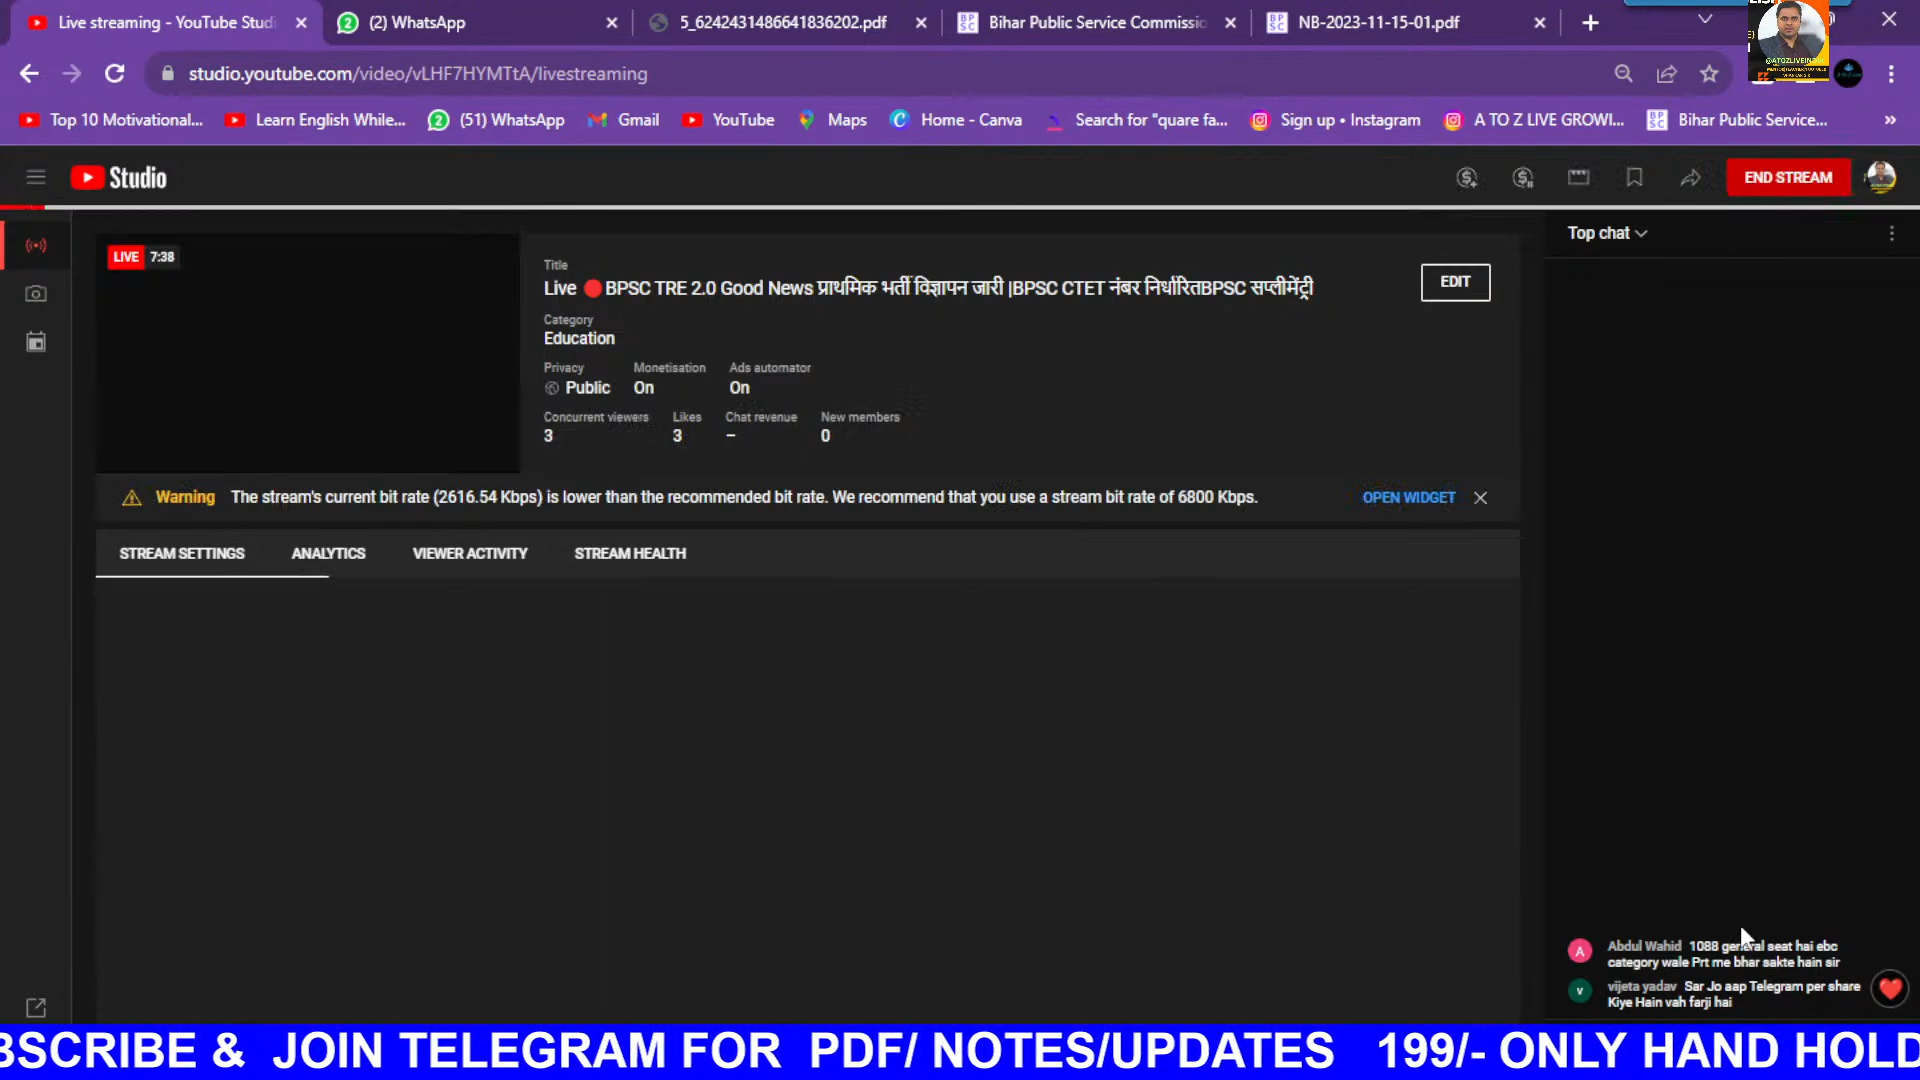 Live streaming - YouTube Studi
(2) WhatsApp
5_6242431486641836202.pdf
Bihar Public Service Commissio
NB-2023-11-15-01.pdf
studio.youtube.com/video/vLHF7HYMTtA/livestreaming
@ATOZLIVEINDI
Top 10 Motivational...
Learn English While...
(51) WhatsApp
Gmail
YouTube
Maps
Home - Canva
Search for "quare fa...
Sign up • Instagram
A TO Z LIVE GROWI...
Bihar Public Service...
Studio
END STREAM
LIVE 7:38
Title
Live 🔴BPSC TRE 2.0 Good News प्राथमिक भर्ती विज्ञापन जारी |BPSC CTET नंबर निर्धारितBPSC सप्लीमेंट्री
EDIT
Category
Education
Privacy Monetisation Ads automator
Public On On
Concurrent viewers Likes Chat revenue New members
3 3 – 0
Top chat
Warning The stream's current bit rate (2616.54 Kbps) is lower than the recommended bit rate. We recommend that you use a stream bit rate of 6800 Kbps.
OPEN WIDGET
STREAM SETTINGS ANALYTICS VIEWER ACTIVITY STREAM HEALTH
A Abdul Wahid 1088 general seat hai ebc
category wale Prt me bhar sakte hain sir
v vijeta yadav Sar Jo aap Telegram per share
Kiye Hain vah farji hai
BSCRIBE & JOIN TELEGRAM FOR PDF/ NOTES/UPDATES 199/- ONLY HAND HOLD